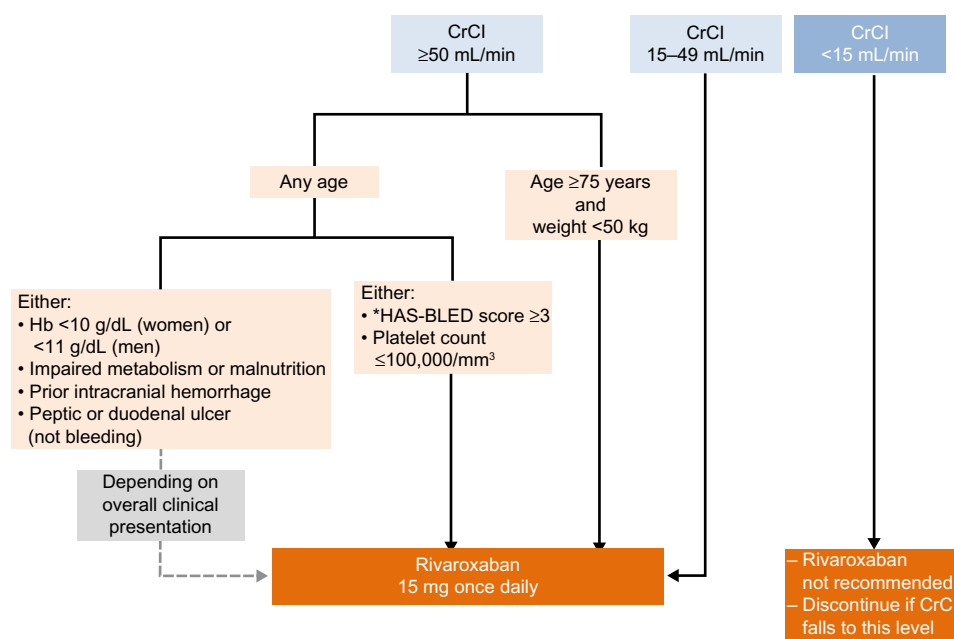 CrCl
≥50 mL/min
CrCl
15–49 mL/min
CrCl
<15 mL/min
Any age
Age ≥75 years
and
weight <50 kg
Either:
• Hb <10 g/dL (women) or
<11 g/dL (men)
• Impaired metabolism or malnutrition
• Prior intracranial hemorrhage
• Peptic or duodenal ulcer
(not bleeding)
Either:
• *HAS-BLED score ≥3
• Platelet count
≤100,000/mm³
Depending on
overall clinical
presentation
Rivaroxaban
15 mg once daily
– Rivaroxaban
not recommended
– Discontinue if CrC
falls to this level